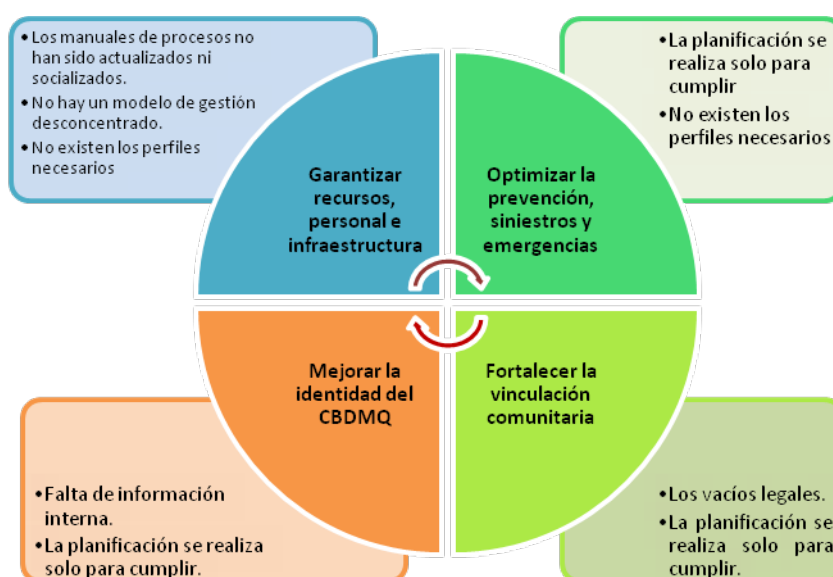 •Los manuales de procesos no
han sido actualizados ni
socializados.
•No hay un modelo de gestión
desconcentrado.
•No existen los perfiles
necesarios
•La planificación se
realiza solo para
cumplir
•No existen los
perfiles necesarios
Garantizar
recursos,
personal e
infraestructura
Optimizar la
prevención,
siniestros y
emergencias
Mejorar la
identidad del
CBDMQ
Fortalecer la
vinculación
comunitaria
•Falta de información
interna.
•La planificación se realiza
solo para cumplir.
•Los vacíos legales.
•La planificación se
realiza solo para
cumplir.